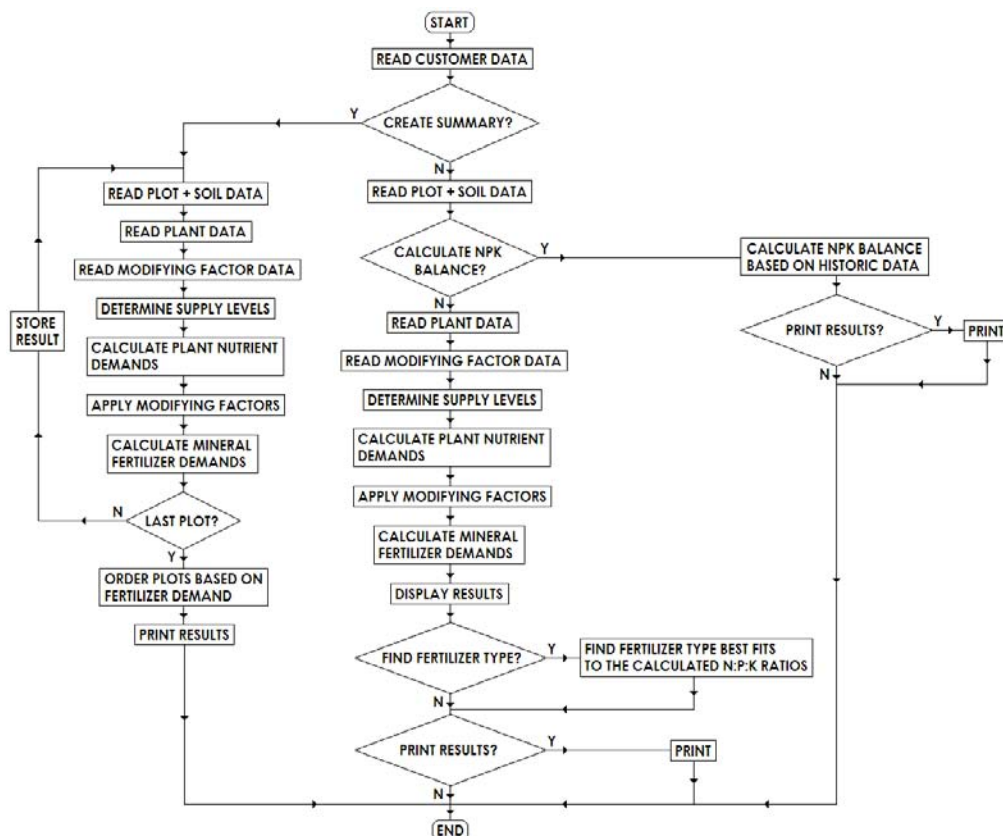 START
READ CUSTOMER DATA
Y
CREATE SUMMARY?
N
READ PLOT + SOIL DATA
READ PLANT DATA
READ MODIFYING FACTOR DATA
DETERMINE SUPPLY LEVELS
STORE
RESULT
CALCULATE PLANT NUTRIENT
DEMANDS
APPLY MODIFYING FACTORS
CALCULATE MINERAL
FERTILIZER DEMANDS
N
LAST PLOT?
Y
ORDER PLOTS BASED ON
FERTILIZER DEMAND
PRINT RESULTS
READ PLOT + SOIL DATA
CALCULATE NPK
BALANCE?
Y
N
READ PLANT DATA
READ MODIFYING FACTOR DATA
DETERMINE SUPPLY LEVELS
CALCULATE PLANT NUTRIENT
DEMANDS
APPLY MODIFYING FACTORS
CALCULATE MINERAL
FERTILIZER DEMANDS
DISPLAY RESULTS
FIND FERTILIZER TYPE?
Y
FIND FERTILIZER TYPE BEST FITS
TO THE CALCULATED N:P:K RATIOS
N
PRINT RESULTS?
Y
PRINT
N
CALCULATE NPK BALANCE
BASED ON HISTORIC DATA
PRINT RESULTS?
Y
PRINT
N
END